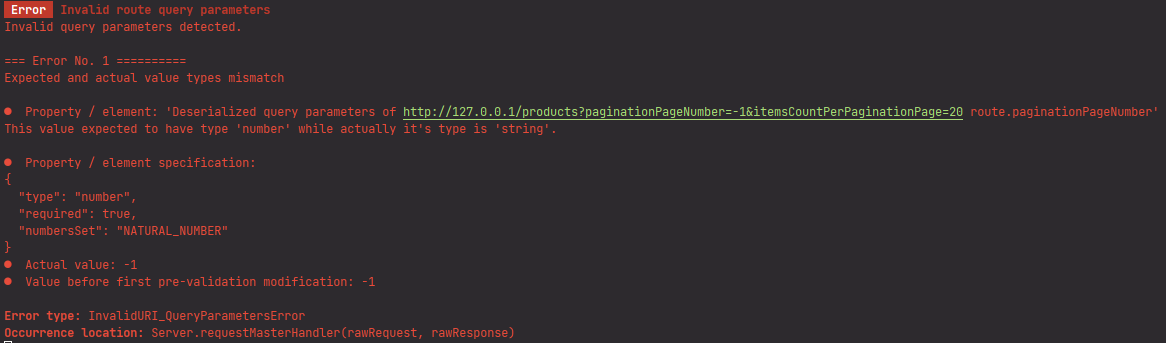 Error Invalid route query parameters
Invalid query parameters detected.
=== Error No. 1 ==========
Expected and actual value types mismatch
● Property / element: 'Deserialized query parameters of http://127.0.0.1/products?paginationPageNumber=-1&itemsCountPerPaginationPage=20 route.paginationPageNumber'
This value expected to have type 'number' while actually it's type is 'string'.
● Property / element specification:
{
  "type": "number",
  "required": true,
  "numbersSet": "NATURAL_NUMBER"
}
● Actual value: -1
● Value before first pre-validation modification: -1
Error type: InvalidURI_QueryParametersError
Occurrence location: Server.requestMasterHandler(rawRequest, rawResponse)